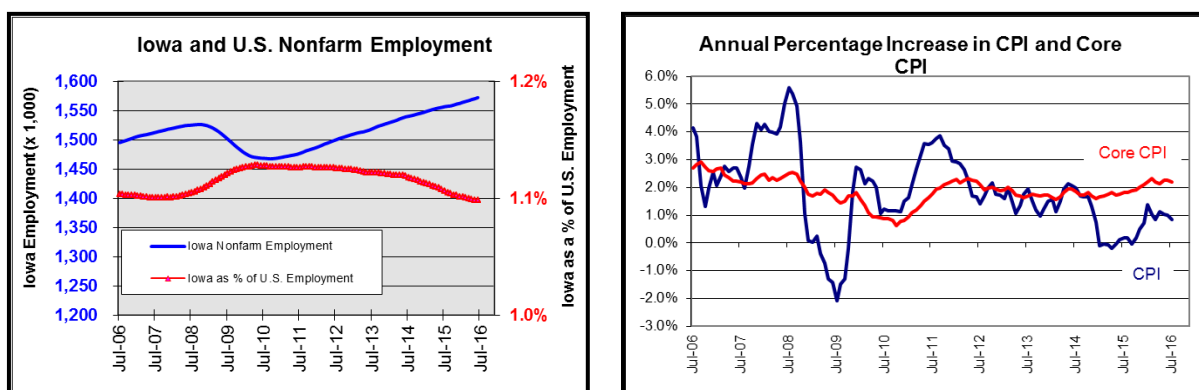 Iowa and U.S. Nonfarm Employment
Iowa Employment (x 1,000)
1,600
1,550
1,500
1,450
1,400
1,350
1,300
1,250
1,200
1.2%
1.1%
1.0%
Iowa as % of U.S. Employment
Iowa Nonfarm Employment
Iowa as % of U.S. Employment
Jul-06
Jul-07
Jul-08
Jul-09
Jul-10
Jul-11
Jul-12
Jul-13
Jul-14
Jul-15
Jul-16
Annual Percentage Increase in CPI and Core
CPI
6.0%
5.0%
4.0%
3.0%
2.0%
1.0%
0.0%
-1.0%
-2.0%
-3.0%
Core CPI
CPI
Jul-06
Jul-07
Jul-08
Jul-09
Jul-10
Jul-11
Jul-12
Jul-13
Jul-14
Jul-15
Jul-16